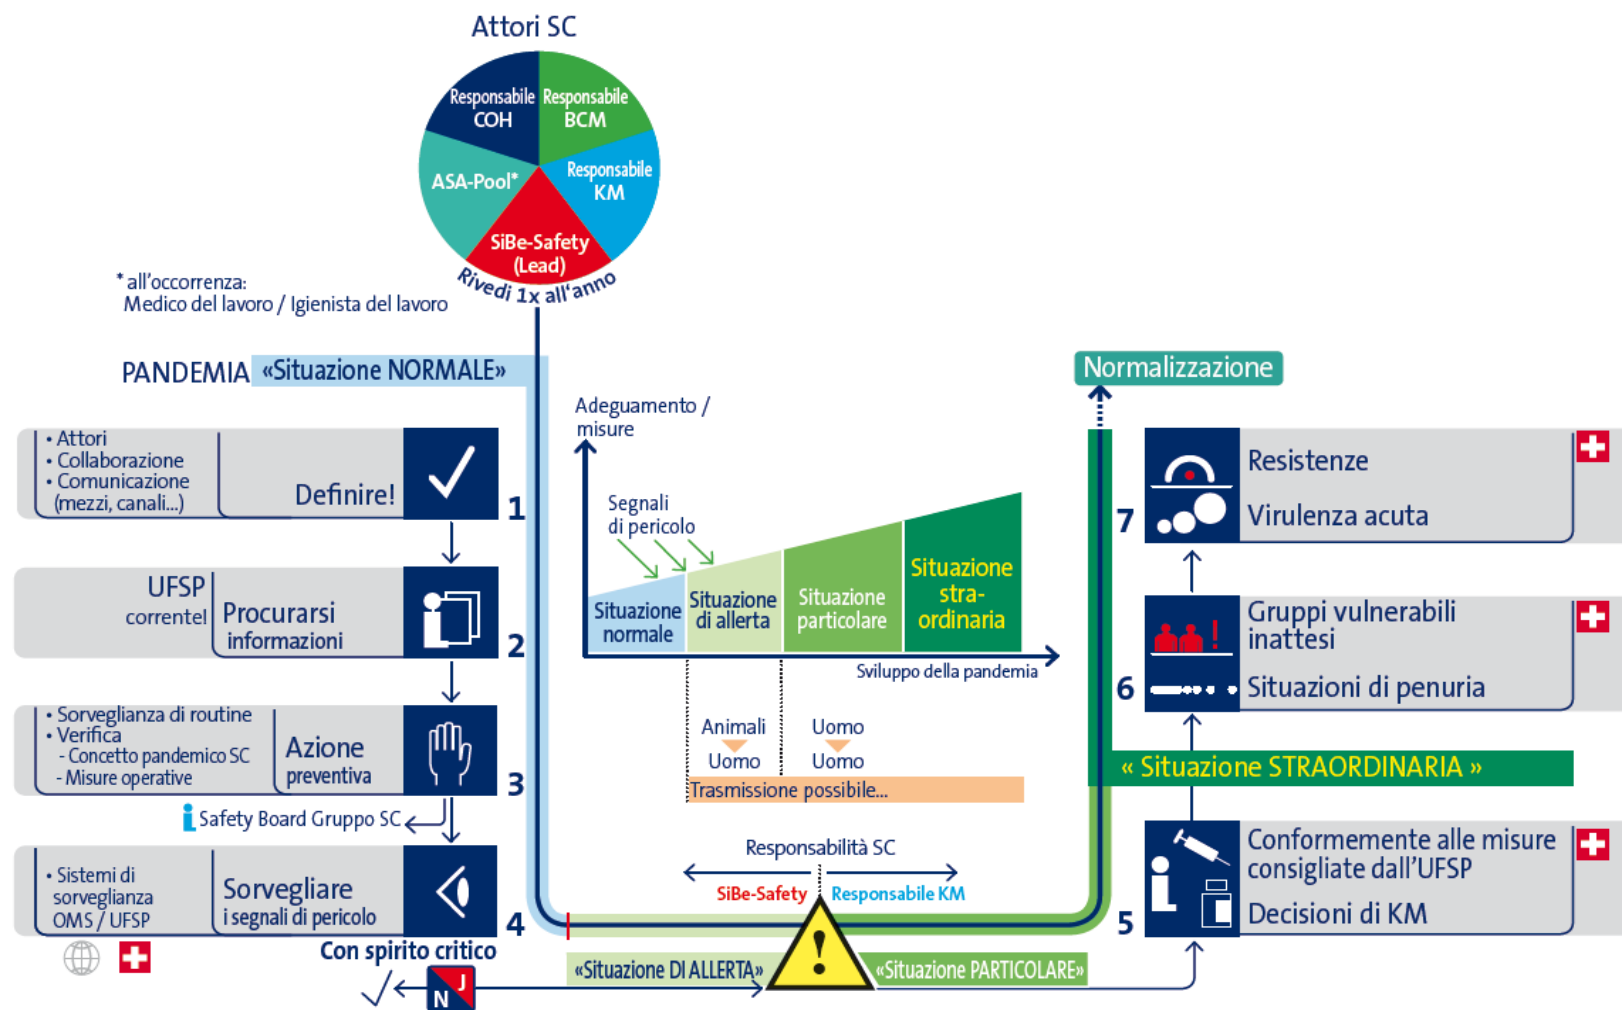 Attori SC
Responsabile
COH
Responsabile
BCM
ASA-Pool*
Responsabile
KM
SiBe-Safety
(Lead)
Rivedi 1x all'anno
* all'occorrenza:
Medico del lavoro / Igienista del lavoro
PANDEMIA «Situazione NORMALE»
• Attori
• Collaborazione
• Comunicazione
(mezzi, canali...)
Definire!
1
UFSP
corrente!
Procurarsi
informazioni
2
• Sorveglianza di routine
• Verifica
- Concetto pandemico SC
- Misure operative
Azione
preventiva
3
i Safety Board Gruppo SC
• Sistemi di
sorveglianza
OMS / UFSP
Sorvegliare
i segnali di pericolo
4
Con spirito critico
N J
Adeguamento /
misure
Segnali
di pericolo
Situazione
normale
Situazione
di allerta
Situazione
particolare
Situazione
stra-
ordinaria
Sviluppo della pandemia
Animali
Uomo
Uomo
Uomo
Trasmissione possibile...
Responsabilità SC
SiBe-Safety
Responsabile KM
!
«Situazione DI ALLERTA»
«Situazione PARTICOLARE»
Normalizzazione
7
Resistenze
Virulenza acuta
6
!
Gruppi vulnerabili
inattesi
Situazioni di penuria
« Situazione STRAORDINARIA »
5
Conformemente alle misure
consigliate dall'UFSP
Decisioni di KM